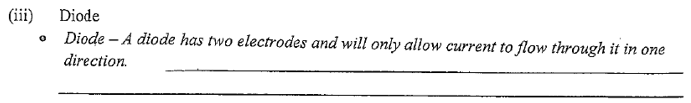 (iii) Diode
• Diode – A diode has two electrodes and will only allow current to flow through it in one
direction.